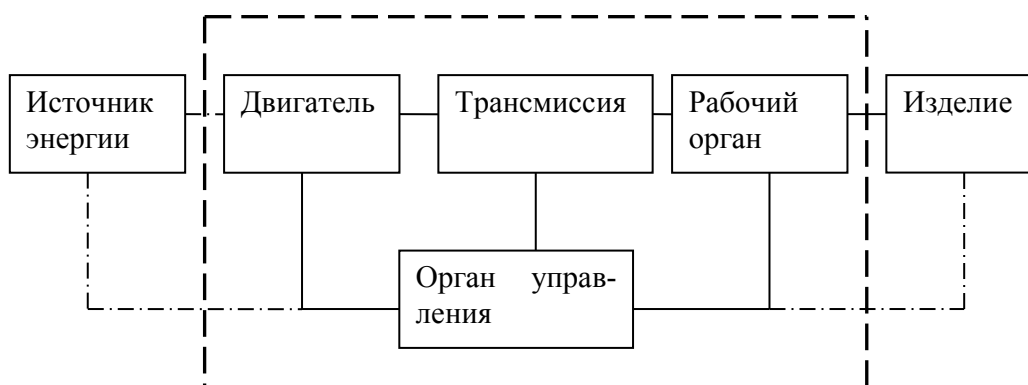 Источник
энергии
Двигатель
Трансмиссия
Рабочий
орган
Изделие
Орган управ-
ления